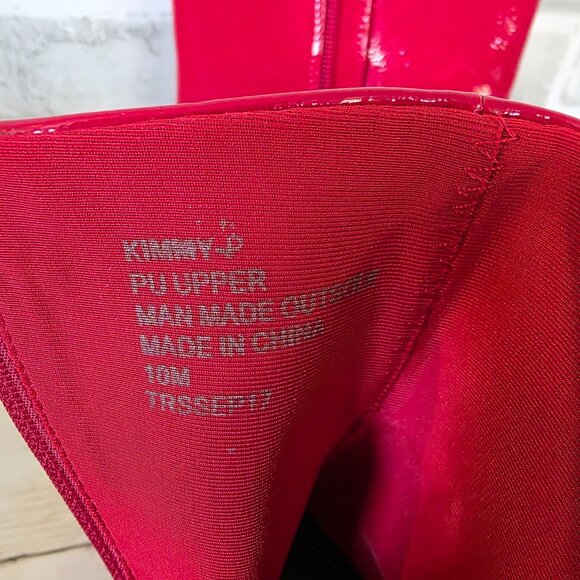 KIMMY-P
PU UPPER
MAN MADE OUTSOLE
MADE IN CHINA
10M
TRSSEP17